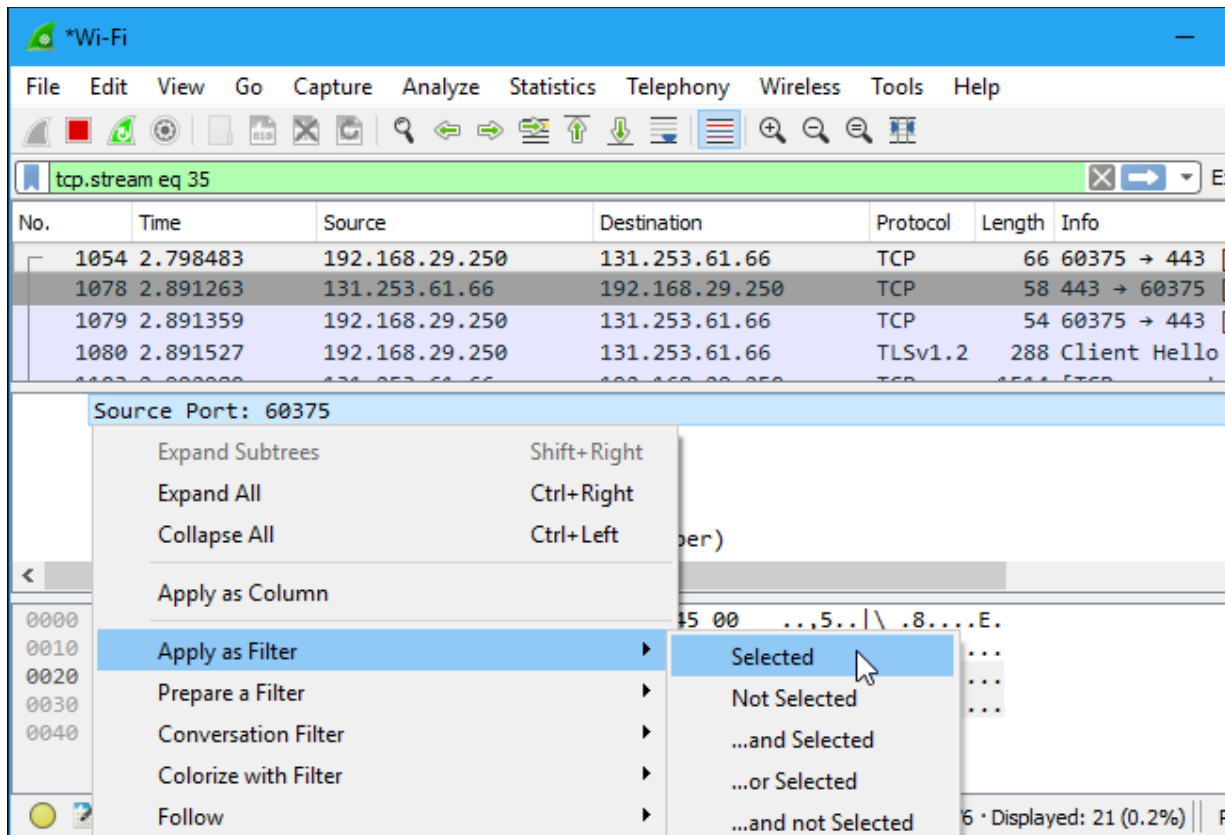 *Wi-Fi
File Edit View Go Capture Analyze Statistics Telephony Wireless Tools Help
tcp.stream eq 35
No. Time Source Destination Protocol Length Info
1054 2.798483 192.168.29.250 131.253.61.66 TCP 66 60375 → 443 [
1078 2.891263 131.253.61.66 192.168.29.250 TCP 58 443 → 60375 [
1079 2.891359 192.168.29.250 131.253.61.66 TCP 54 60375 → 443 [
1080 2.891527 192.168.29.250 131.253.61.66 TLSv1.2 288 Client Hello
Source Port: 60375
Expand Subtrees Shift+Right
Expand All Ctrl+Right
Collapse All Ctrl+Left
ber)
Apply as Column
0000 45 00 ..,5..|\ .8....E.
0010 Apply as Filter Selected ...
0020 Prepare a Filter Not Selected ...
0030 ...
0040 Conversation Filter ...and Selected
Colorize with Filter ...or Selected
Follow ...and not Selected
6 · Displayed: 21 (0.2%)